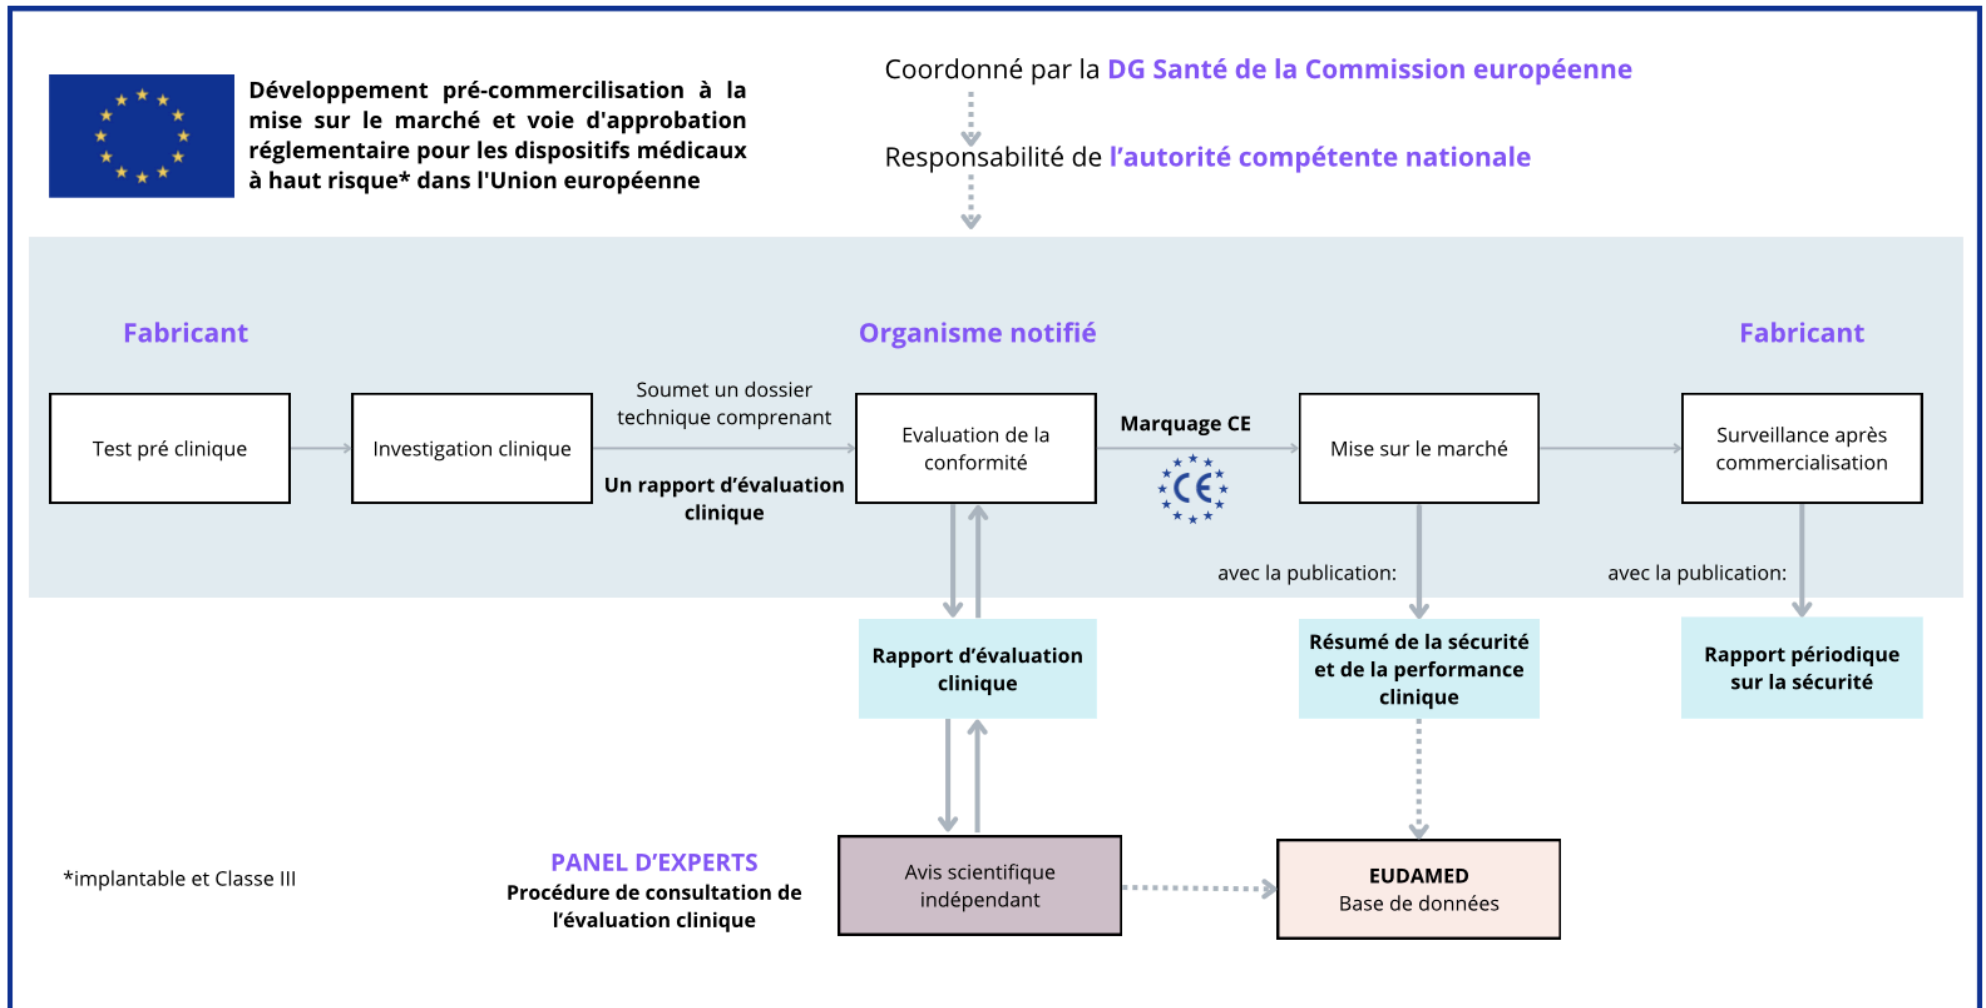 Développement pré-commercilisation à la
mise sur le marché et voie d'approbation
réglementaire pour les dispositifs médicaux
à haut risque* dans l'Union européenne
Coordonné par la DG Santé de la Commission européenne
Responsabilité de l’autorité compétente nationale
Fabricant
Organisme notifié
Fabricant
Test pré clinique
Investigation clinique
Soumet un dossier
technique comprenant
Un rapport d’évaluation
clinique
Evaluation de la
conformité
Marquage CE
CE
Mise sur le marché
Surveillance après
commercialisation
avec la publication:
avec la publication:
Rapport d’évaluation
clinique
Résumé de la sécurité
et de la performance
clinique
Rapport périodique
sur la sécurité
*implantable et Classe III
PANEL D’EXPERTS
Procédure de consultation de
l’évaluation clinique
Avis scientifique
indépendant
EUDAMED
Base de données